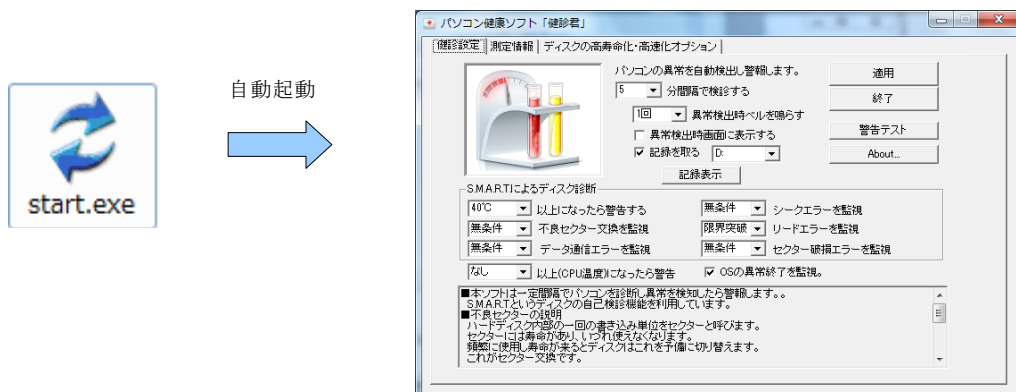 自動起動
start.exe
パソコン健康ソフト「健診君」
健診設定 測定情報 ディスクの高寿命化・高速化オプション
パソコンの異常を自動検出し警報します。
適用
5 分間隔で検診する
終了
1回 異常検出時ベルを鳴らす
異常検出時画面に表示する
警告テスト
記録を取る D:
About...
記録表示
S.M.A.R.Tによるディスク診断
40℃ 以上になったら警告する
無条件 シークエラーを監視
無条件 不良セクター交換を監視
限界突破 リードエラーを監視
無条件 データ通信エラーを監視
無条件 セクター破損エラーを監視
なし 以上(CPU温度)になったら警告
OSの異常終了を監視。
■本ソフトは一定間隔でパソコンを診断し異常を検知したら警報します。。
S.M.A.R.Tというディスクの自己検診機能を利用しています。
■不良セクターの説明
ハードディスク内部の一回の書き込み単位をセクターと呼びます。
セクターには寿命があり、いづれ使えなくなります。
頻繁に使用し寿命が来るとディスクはこれを予備に切り替えます。
これがセクター交換です。